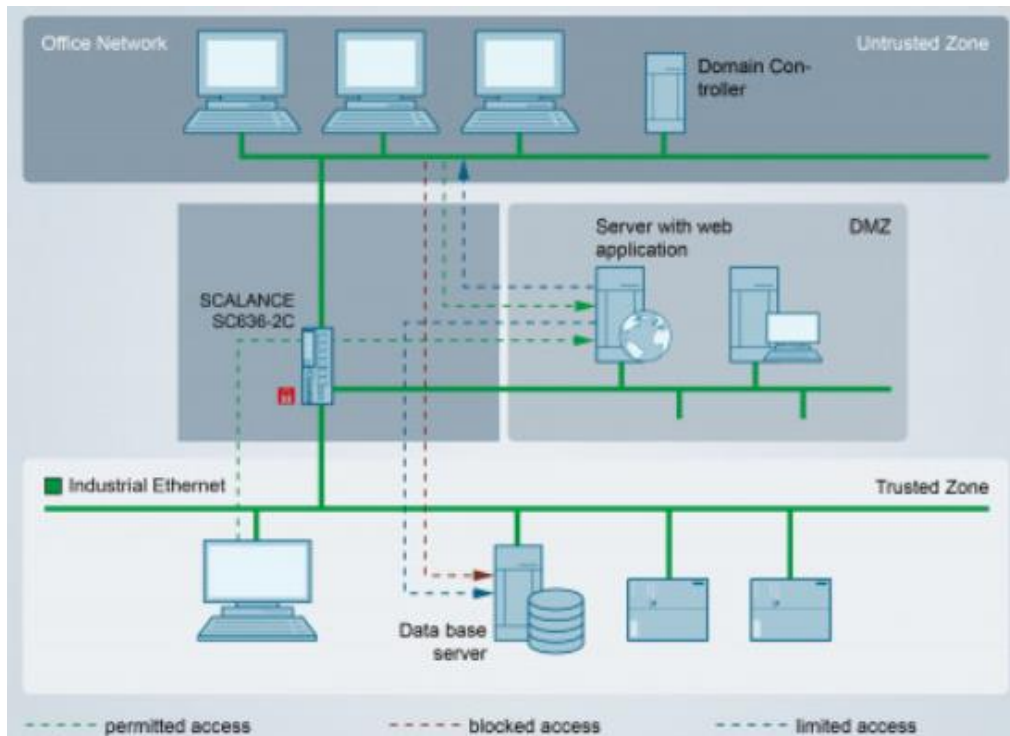 Office Network
Untrusted Zone
Domain Con-
troller
Server with web
application
DMZ
SCALANCE
SC636-2C
Industrial Ethernet
Trusted Zone
Data base
server
permitted access
blocked access
limited access